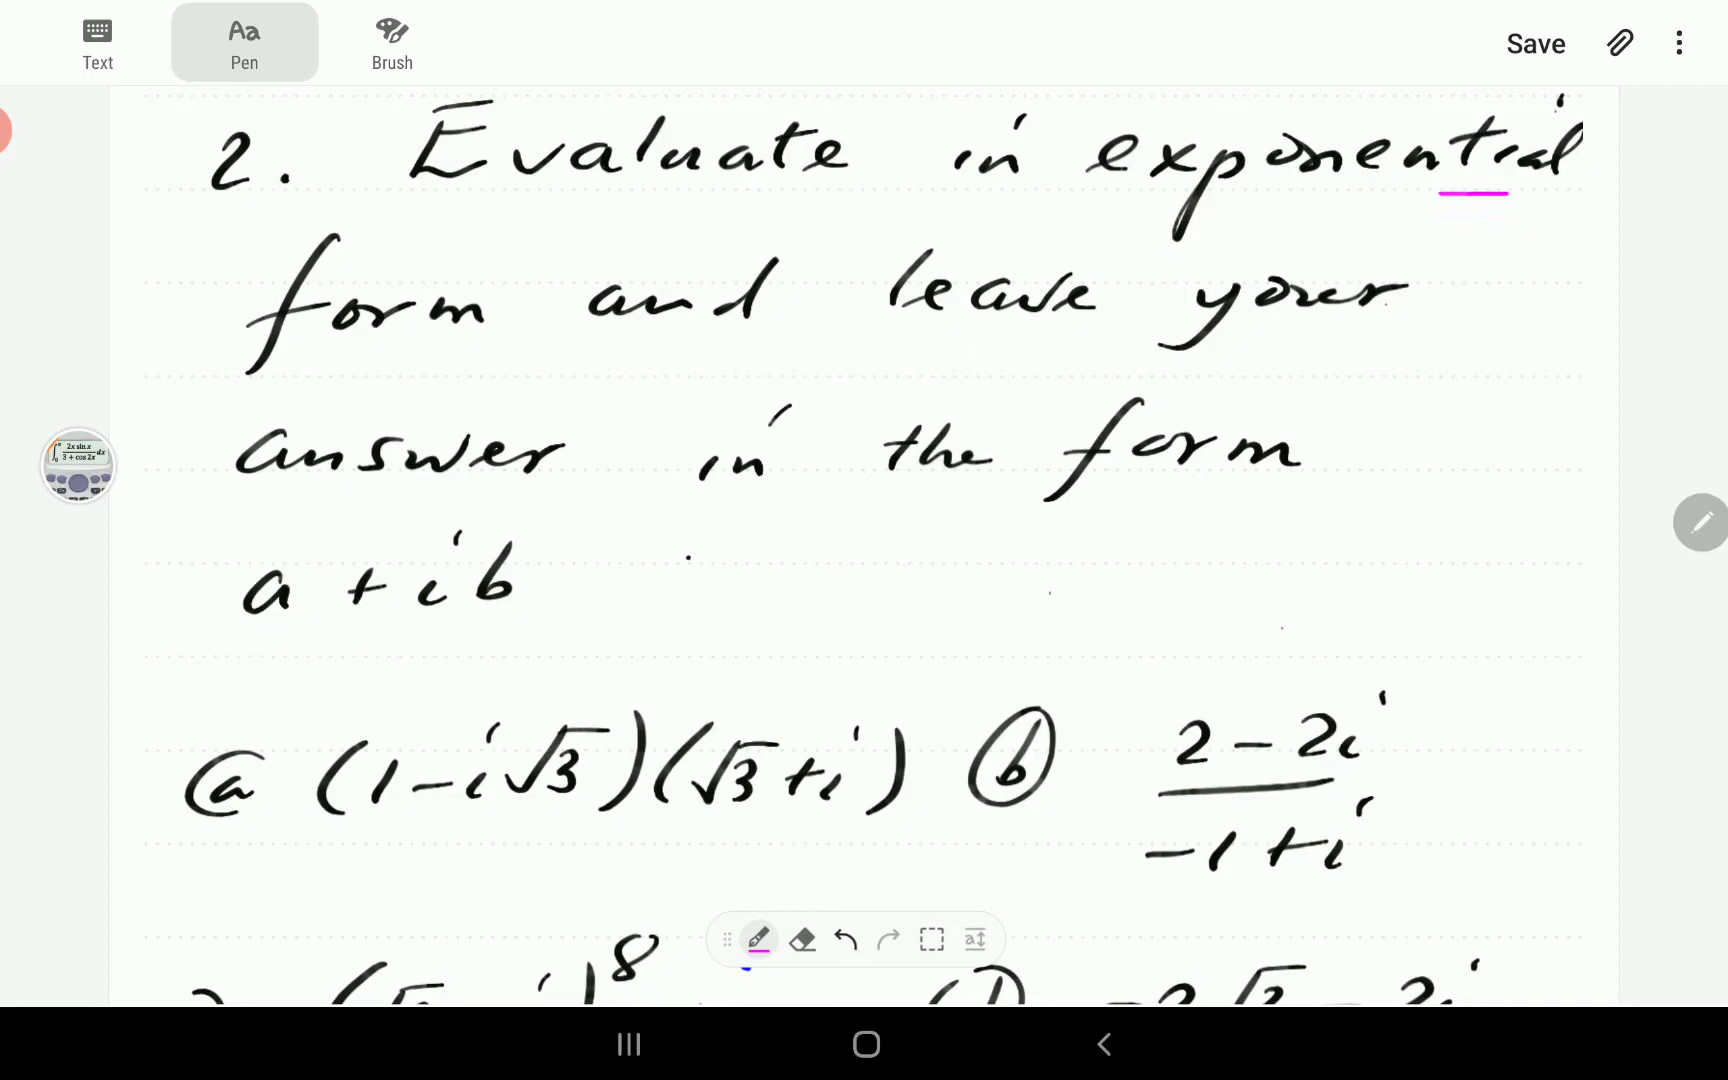 Text
Aa
Pen
Brush
Save
2. Evaluate in exponential
form and leave your
answer in the form
a + ib
ⓐ (1-i√3)(√3+i) ⓑ (2-2i)/(-1+i)